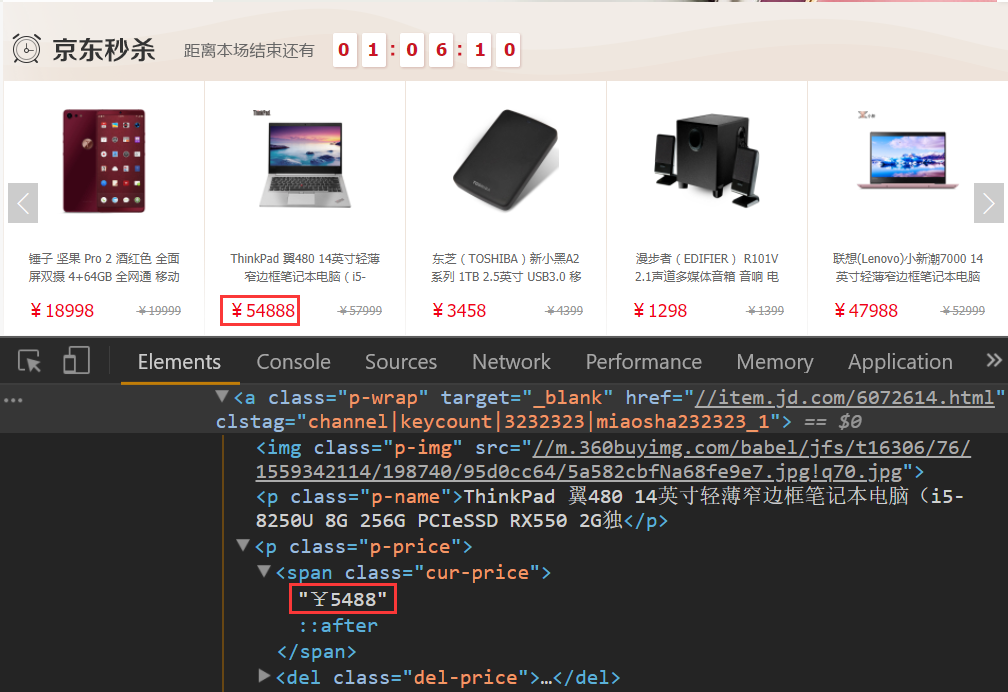 京东秒杀 距离本场结束还有 0 1 : 0 6 : 1 0
ThinkPad
锤子 坚果 Pro 2 酒红色 全面
屏双摄 4+64GB 全网通 移动
¥18998 ¥19999
ThinkPad 翼480 14英寸轻薄
窄边框笔记本电脑（i5-
¥54888 ¥57999
东芝（TOSHIBA）新小黑A2
系列 1TB 2.5英寸 USB3.0 移
¥3458 ¥4399
漫步者（EDIFIER） R101V
2.1声道多媒体音箱 音响 电
¥1298 ¥1399
联想(Lenovo)小新潮7000 14
英寸轻薄窄边框笔记本电脑
¥47988 ¥52999
Elements Console Sources Network Performance Memory Application »
… ▼<a class="p-wrap" target="_blank" href="//item.jd.com/6072614.html"
clstag="channel|keycount|3232323|miaosha232323_1"> == $0
<img class="p-img" src="//m.360buyimg.com/babel/jfs/t16306/76/
1559342114/198740/95d0cc64/5a582cbfNa68fe9e7.jpg!q70.jpg">
<p class="p-name">ThinkPad 翼480 14英寸轻薄窄边框笔记本电脑（i5-
8250U 8G 256G PCIeSSD RX550 2G独</p>
▼<p class="p-price">
▼<span class="cur-price">
"¥5488"
::after
</span>
▶<del class="del-price">…</del>